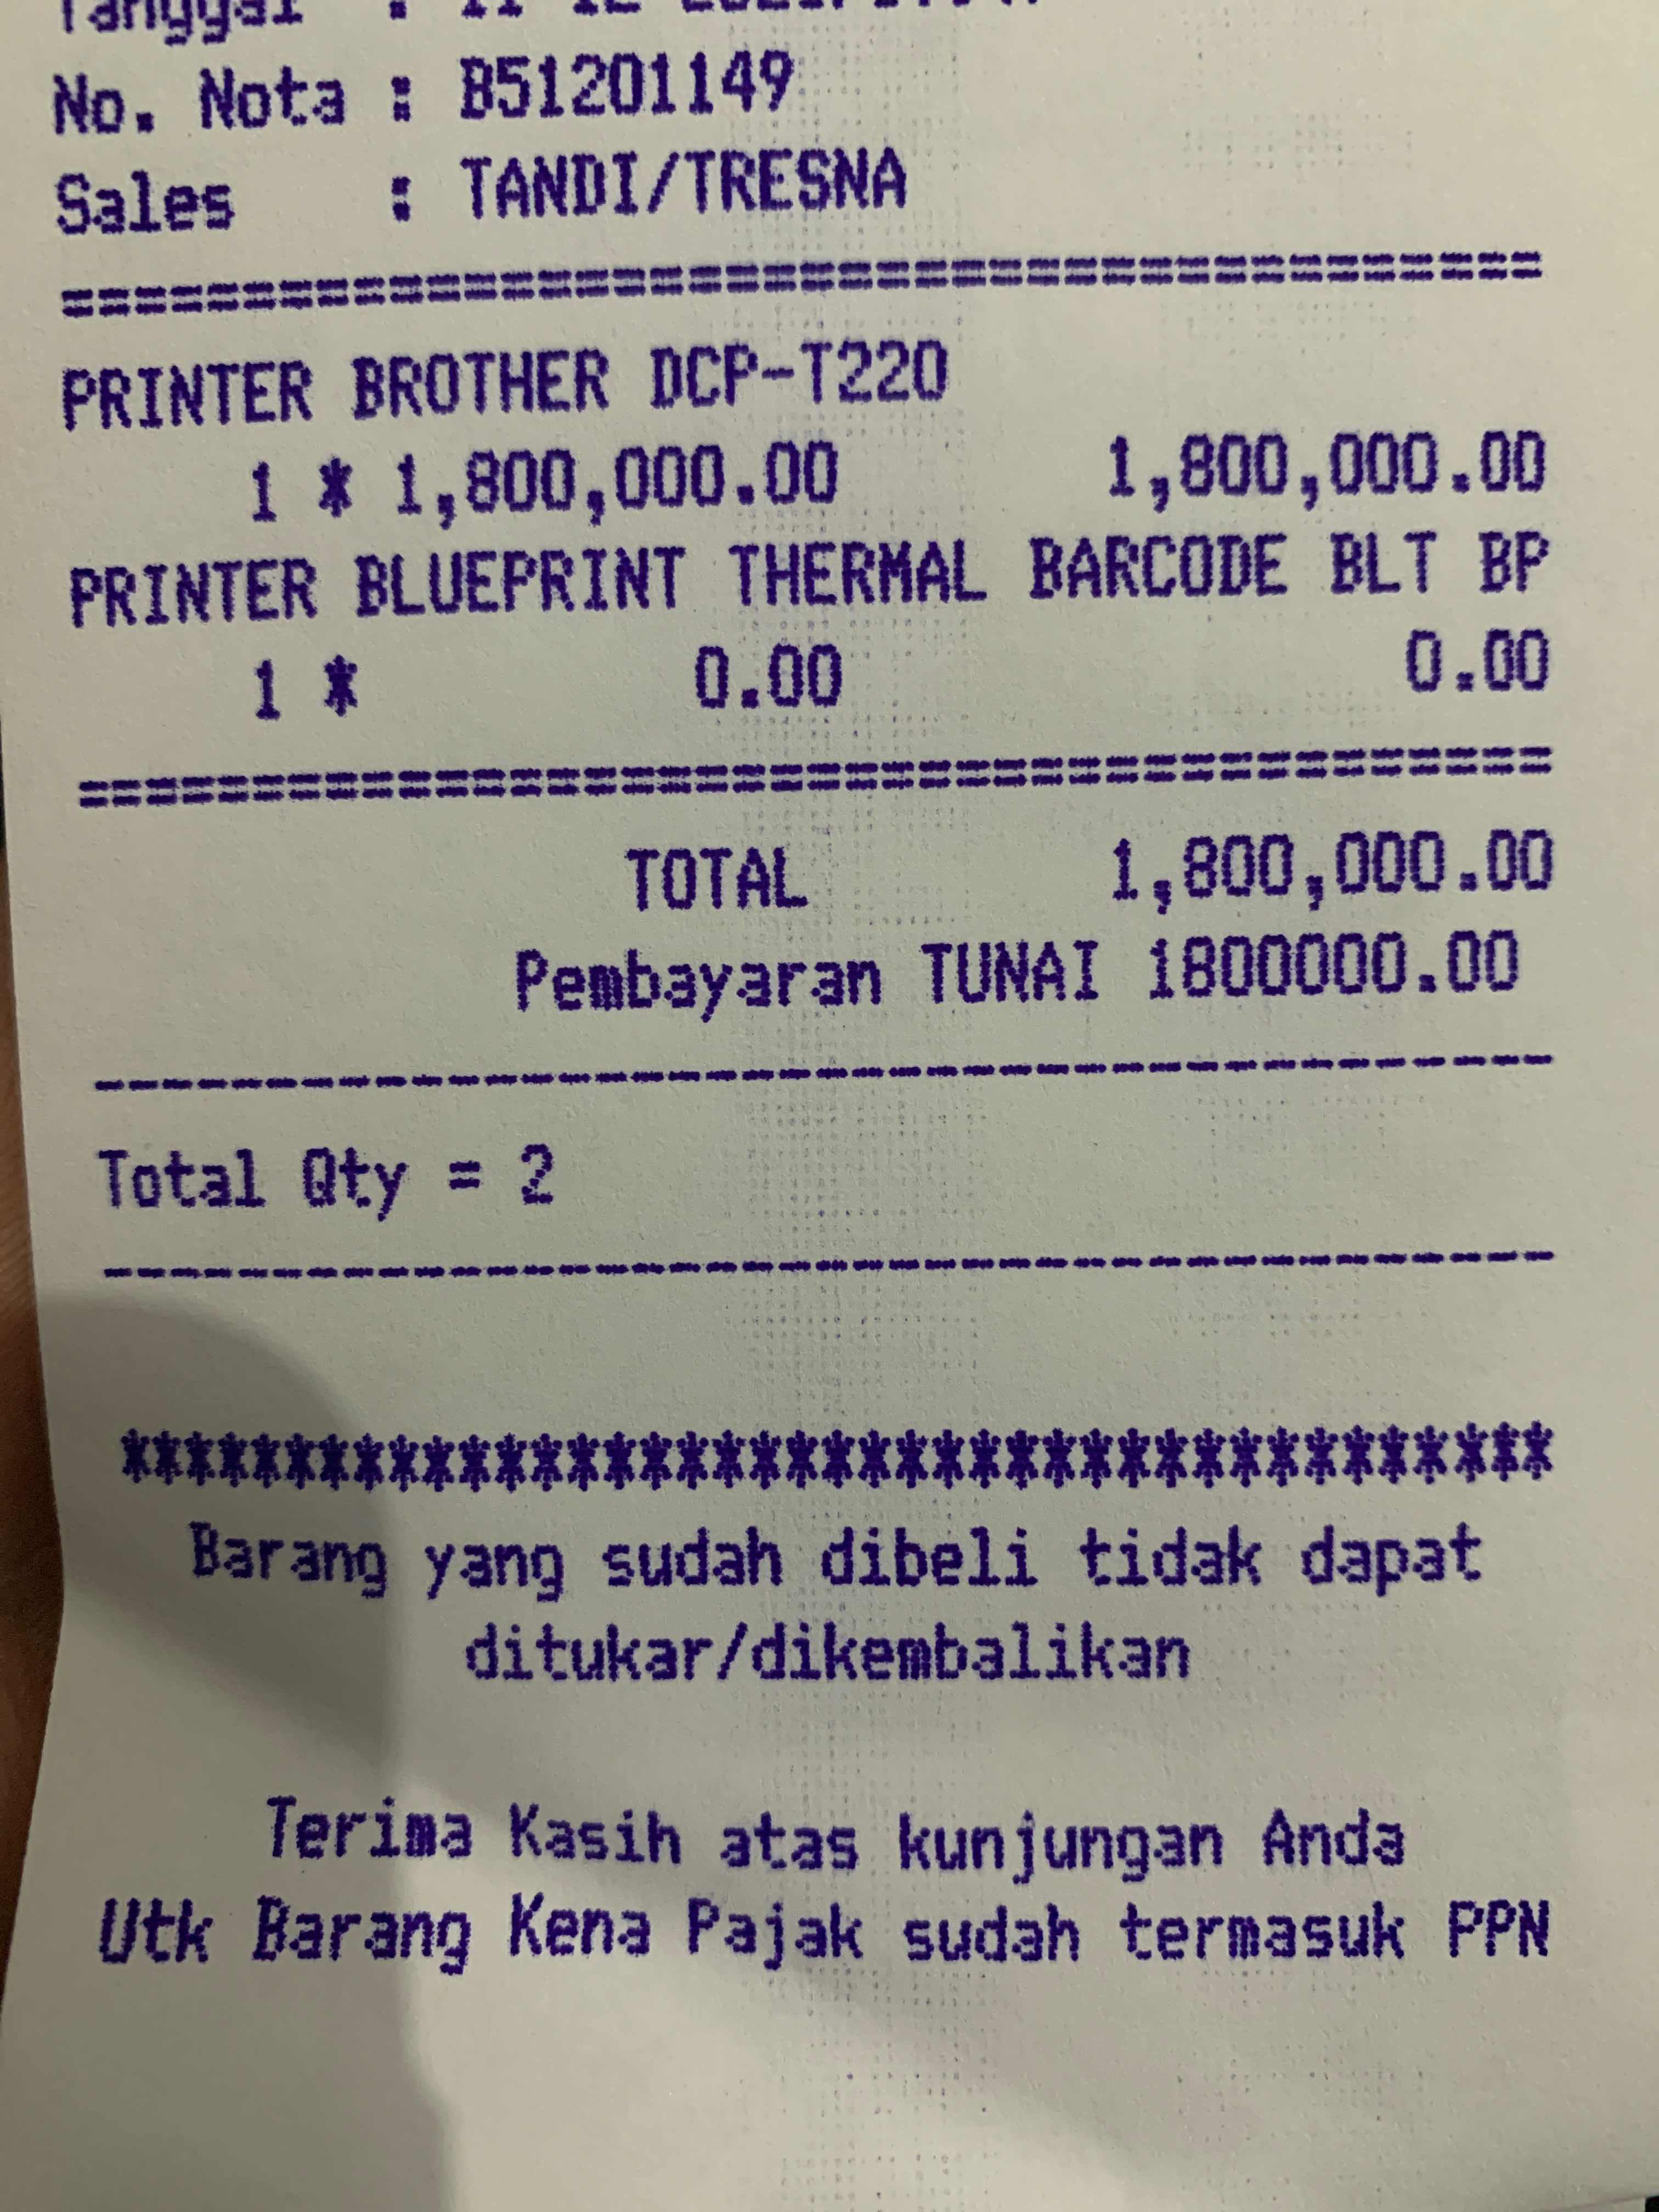 Tanggal :
No. Nota : B51201149
Sales : TANDI/TRESNA
========================================
PRINTER BROTHER DCP-T220
1 * 1,800,000.00 1,800,000.00
PRINTER BLUEPRINT THERMAL BARCODE BLT BP
1 * 0.00 0.00
========================================
TOTAL 1,800,000.00
Pembayaran TUNAI 1800000.00
----------------------------------------
Total Qty = 2
----------------------------------------
****************************************
Barang yang sudah dibeli tidak dapat
ditukar/dikembalikan
Terima Kasih atas kunjungan Anda
Utk Barang Kena Pajak sudah termasuk PPN